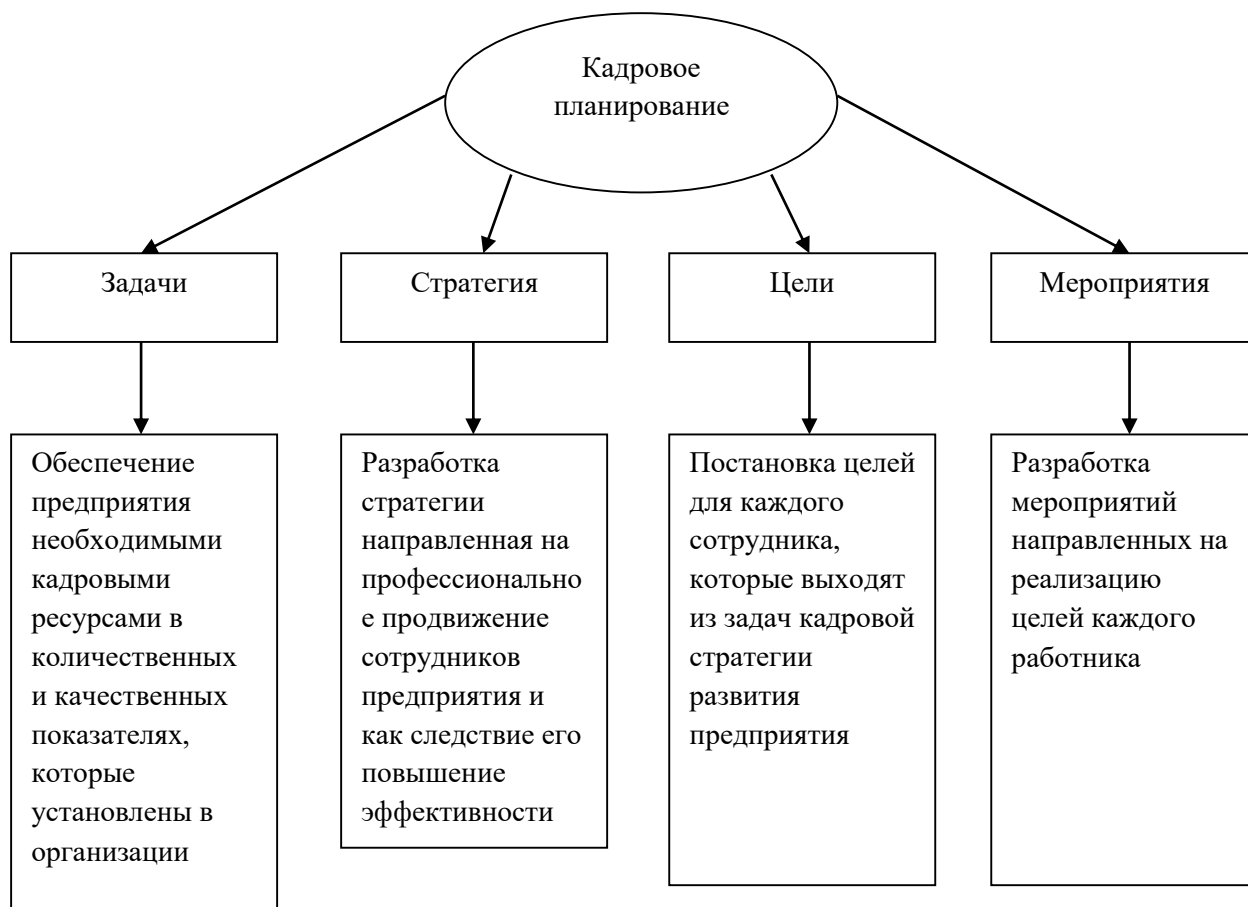 Кадровое
планирование
Задачи
Стратегия
Цели
Мероприятия
Обеспечение
предприятия
необходимыми
кадровыми
ресурсами в
количественных
и качественных
показателях,
которые
установлены в
организации
Разработка
стратегии
направленная на
профессионально
е продвижение
сотрудников
предприятия и
как следствие его
повышение
эффективности
Постановка целей
для каждого
сотрудника,
которые выходят
из задач кадровой
стратегии
развития
предприятия
Разработка
мероприятий
направленных на
реализацию
целей каждого
работника